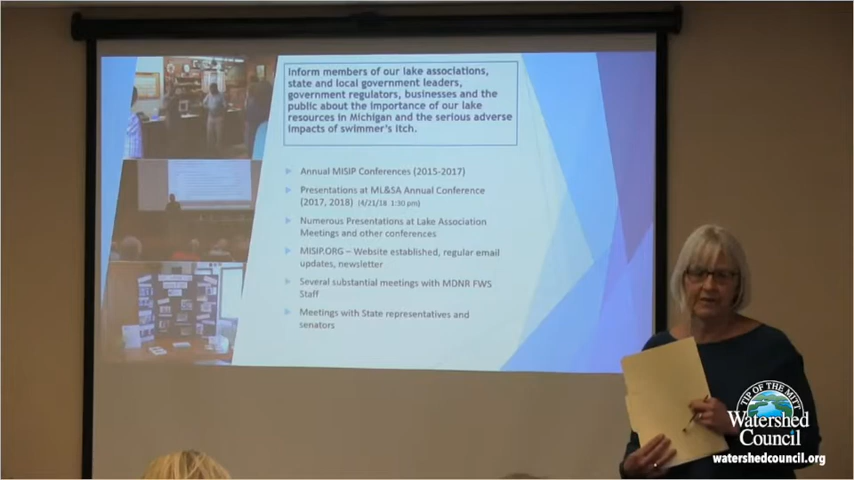 Inform members of our lake associations,
state and local government leaders,
government regulators, businesses and the
public about the importance of our lake
resources in Michigan and the serious adverse
impacts of swimmer's itch.
Annual MISIP Conferences (2015-2017)
Presentations at ML&SA Annual Conference
(2017, 2018) (4/21/18 1:30 pm)
Numerous Presentations at Lake Association
Meetings and other conferences
MISIP.ORG – Website established, regular email
updates, newsletter
Several substantial meetings with MDNR FWS
Staff
Meetings with State representatives and
senators
TIP OF THE MITT
Watershed
Council
watershedcouncil.org